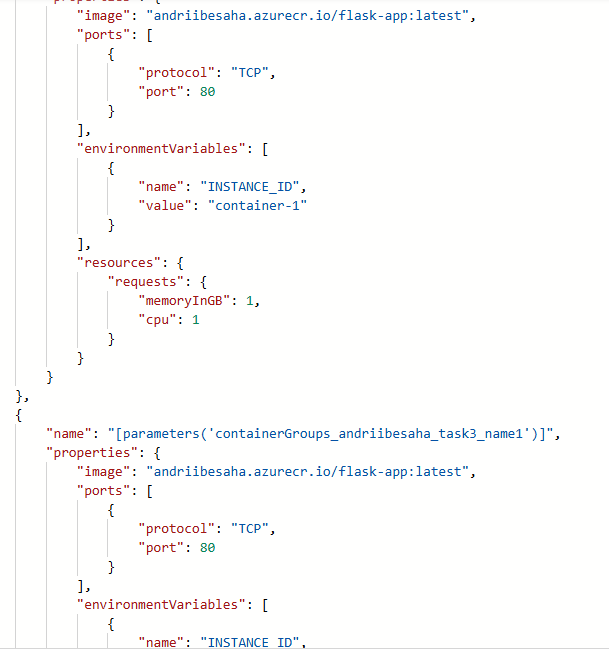 "image": "andriibesaha.azurecr.io/flask-app:latest",
"ports": [
{
"protocol": "TCP",
"port": 80
}
],
"environmentVariables": [
{
"name": "INSTANCE_ID",
"value": "container-1"
}
],
"resources": {
"requests": {
"memoryInGB": 1,
"cpu": 1
}
}
}
},
{
"name": "[parameters('containerGroups_andriibesaha_task3_name1')]",
"properties": {
"image": "andriibesaha.azurecr.io/flask-app:latest",
"ports": [
{
"protocol": "TCP",
"port": 80
}
],
"environmentVariables": [
{
"name": "INSTANCE_ID",